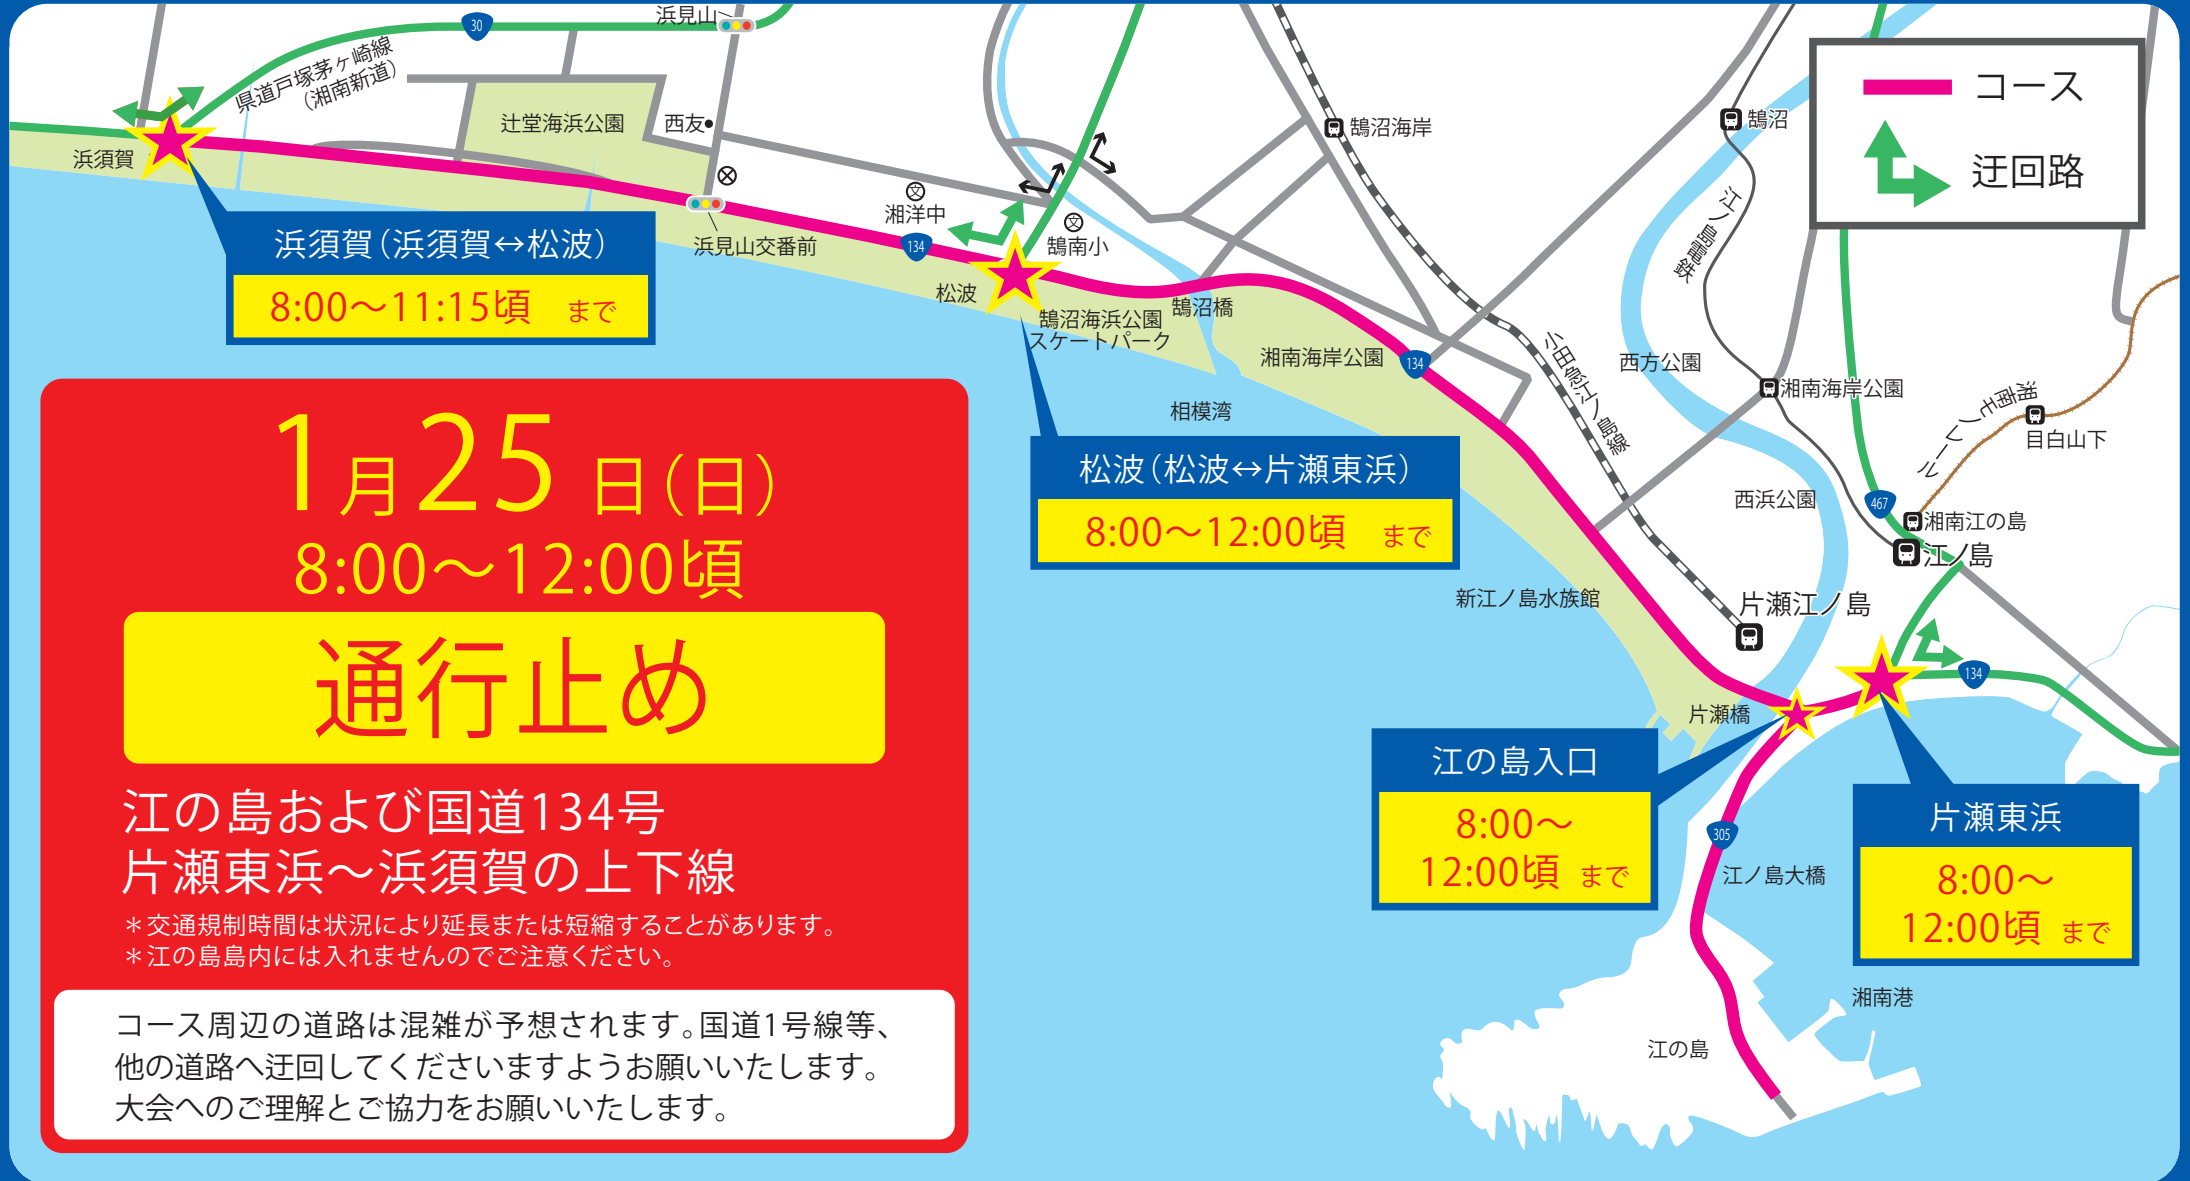 浜見山
30
県道戸塚茅ヶ崎線
（湘南新道）
辻堂海浜公園
西友
浜須賀
浜見山交番前
文
湘洋中
134
文
鵠南小
松波
鵠沼海浜公園
スケートパーク
鵠沼橋
湘南海岸公園
134
相模湾
鵠沼海岸
鵠沼
江ノ島電鉄
小田急江ノ島線
西方公園
湘南海岸公園
湘南モノレール
目白山下
西浜公園
467
湘南江の島
江ノ島
新江ノ島水族館
片瀬江ノ島
134
片瀬橋
305
江ノ島大橋
湘南港
江の島
コース
迂回路
浜須賀（浜須賀↔松波）
8:00〜11:15頃 まで
松波（松波↔片瀬東浜）
8:00〜12:00頃 まで
江の島入口
8:00〜
12:00頃 まで
片瀬東浜
8:00〜
12:00頃 まで
1月25日（日）
8:00〜12:00頃
通行止め
江の島および国道134号
片瀬東浜〜浜須賀の上下線
＊交通規制時間は状況により延長または短縮することがあります。
＊江の島島内には入れませんのでご注意ください。
コース周辺の道路は混雑が予想されます。国道1号線等、
他の道路へ迂回してくださいますようお願いいたします。
大会へのご理解とご協力をお願いいたします。